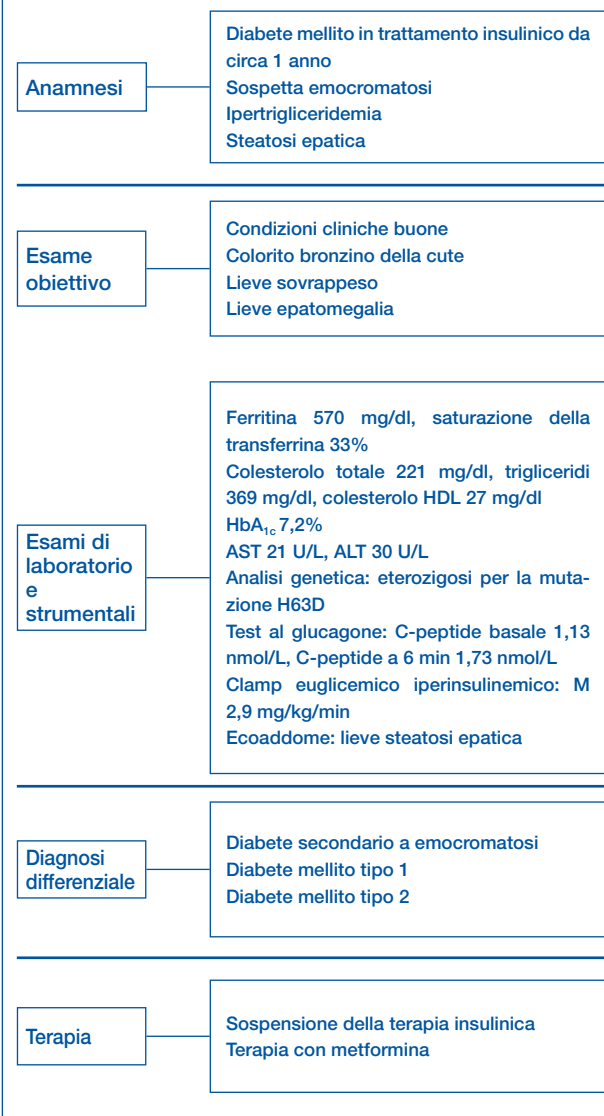 Anamnesi
Diabete mellito in trattamento insulinico da
circa 1 anno
Sospetta emocromatosi
Ipertrigliceridemia
Steatosi epatica
Esame
obiettivo
Condizioni cliniche buone
Colorito bronzino della cute
Lieve sovrappeso
Lieve epatomegalia
Esami di
laboratorio
e
strumentali
Ferritina 570 mg/dl, saturazione della
transferrina 33%
Colesterolo totale 221 mg/dl, trigliceridi
369 mg/dl, colesterolo HDL 27 mg/dl
HbA1c 7,2%
AST 21 U/L, ALT 30 U/L
Analisi genetica: eterozigosi per la muta-
zione H63D
Test al glucagone: C-peptide basale 1,13
nmol/L, C-peptide a 6 min 1,73 nmol/L
Clamp euglicemico iperinsulinemico: M
2,9 mg/kg/min
Ecoaddome: lieve steatosi epatica
Diagnosi
differenziale
Diabete secondario a emocromatosi
Diabete mellito tipo 1
Diabete mellito tipo 2
Terapia
Sospensione della terapia insulinica
Terapia con metformina